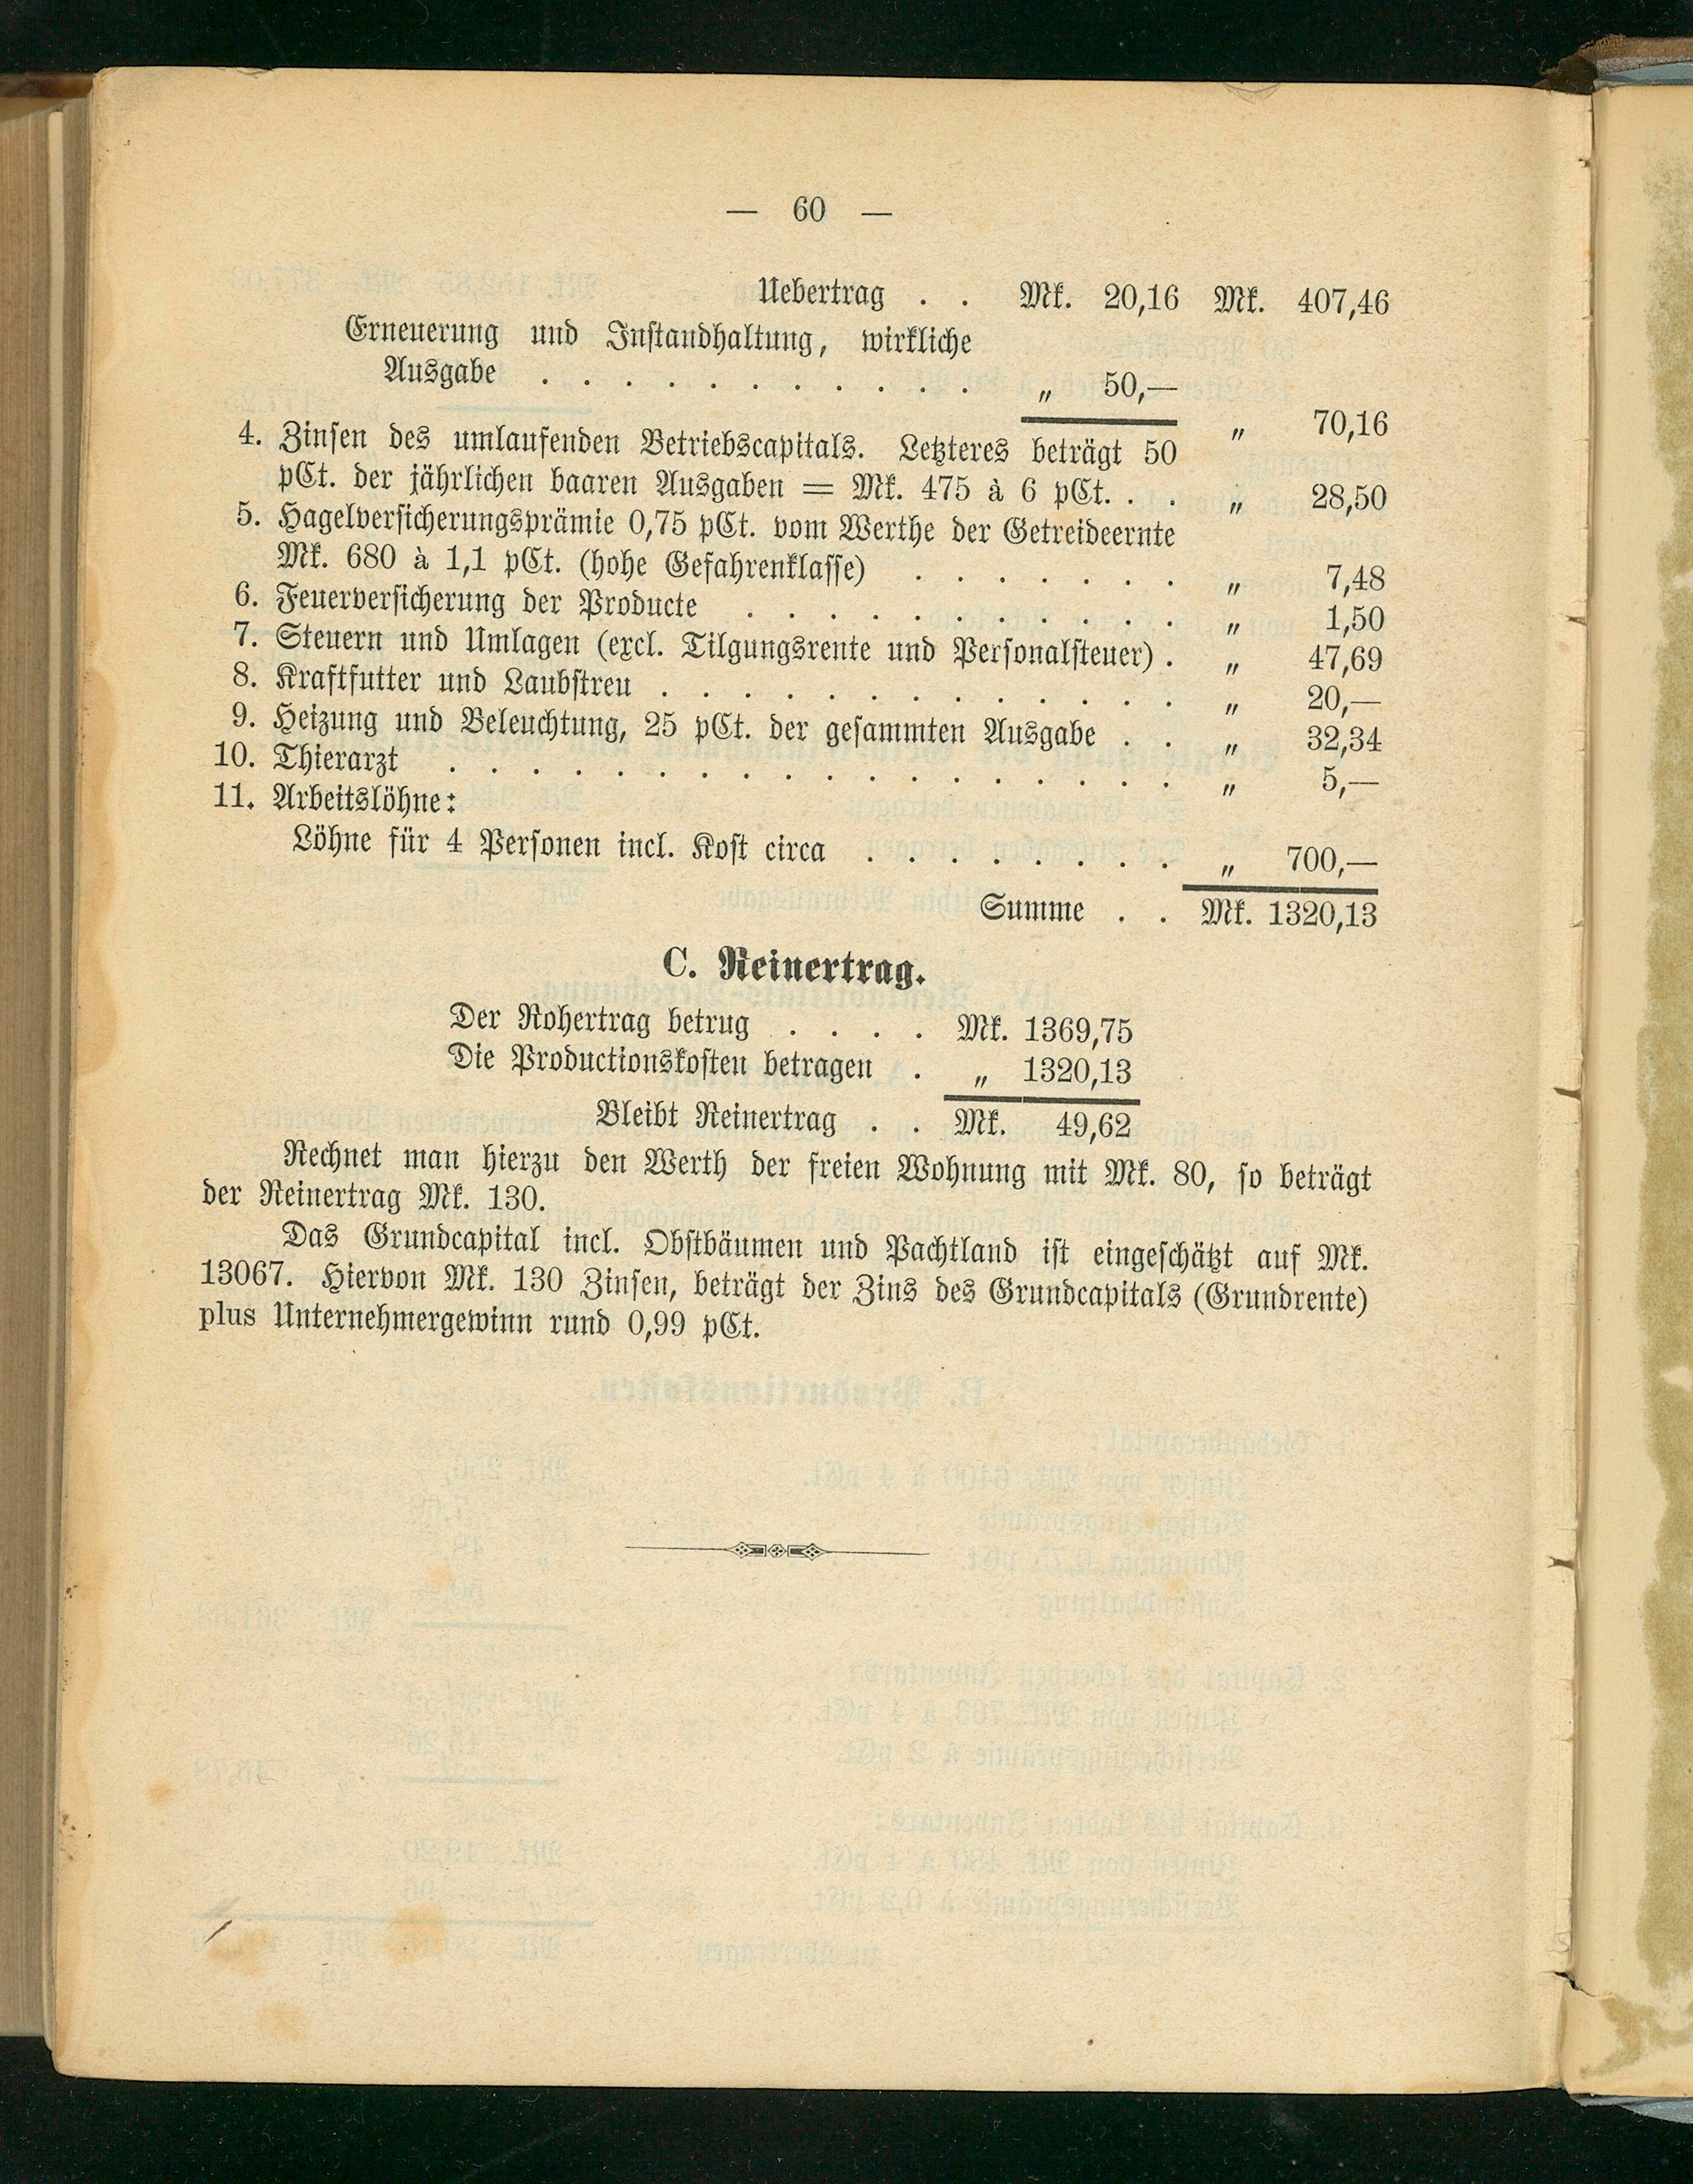 — 60 —
Uebertrag . . Mk. 20,16 Mk. 407,46
Erneuerung und Instandhaltung, wirkliche
Ausgabe . . . . . . . . . . . „ 50,—
„ 70,16
4. Zinsen des umlaufenden Betriebscapitals. Letzteres beträgt 50
pCt. der jährlichen baaren Ausgaben = Mk. 475 à 6 pCt. . . „ 28,50
5. Hagelversicherungsprämie 0,75 pCt. vom Werthe der Getreideernte
Mk. 680 à 1,1 pCt. (hohe Gefahrenklasse) . . . . . . . „ 7,48
6. Feuerversicherung der Producte . . . . . . . . . . . „ 1,50
7. Steuern und Umlagen (excl. Tilgungsrente und Personalsteuer) . „ 47,69
8. Kraftfutter und Laubstreu . . . . . . . . . . . . . „ 20,—
9. Heizung und Beleuchtung, 25 pCt. der gesammten Ausgabe . . „ 32,34
10. Thierarzt . . . . . . . . . . . . . . . . . . „ 5,—
11. Arbeitslöhne:
Löhne für 4 Personen incl. Kost circa . . . . . . . . „ 700,—
Summe . . Mk. 1320,13
C. Reinertrag.
Der Rohertrag betrug . . . . Mk. 1369,75
Die Productionskosten betragen . „ 1320,13
Bleibt Reinertrag . . Mk. 49,62
Rechnet man hierzu den Werth der freien Wohnung mit Mk. 80, so beträgt
der Reinertrag Mk. 130.
Das Grundcapital incl. Obstbäumen und Pachtland ist eingeschätzt auf Mk.
13067. Hiervon Mk. 130 Zinsen, beträgt der Zins des Grundcapitals (Grundrente)
plus Unternehmergewinn rund 0,99 pCt.